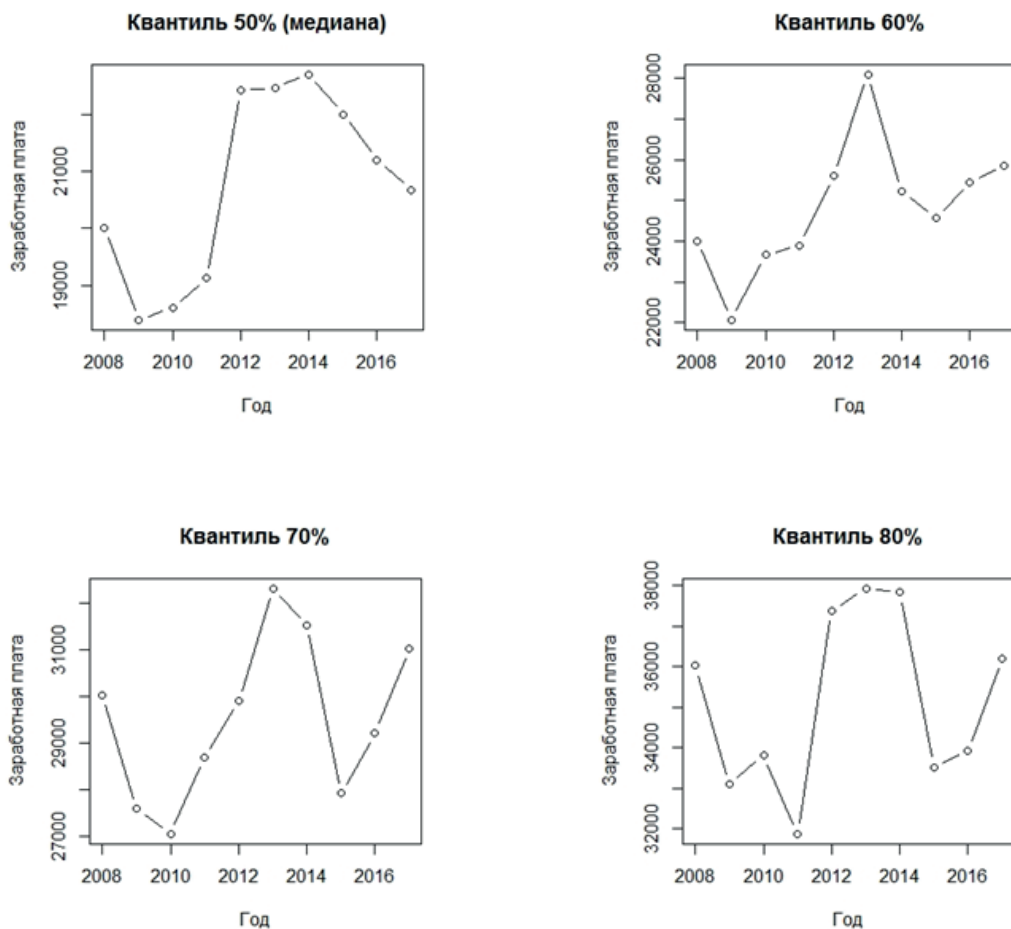 Квантиль 50% (медиана)
Заработная плата
21000
19000
2008 2010 2012 2014 2016
Год
Квантиль 60%
Заработная плата
28000
26000
24000
22000
2008 2010 2012 2014 2016
Год
Квантиль 70%
Заработная плата
31000
29000
27000
2008 2010 2012 2014 2016
Год
Квантиль 80%
Заработная плата
38000
36000
34000
32000
2008 2010 2012 2014 2016
Год